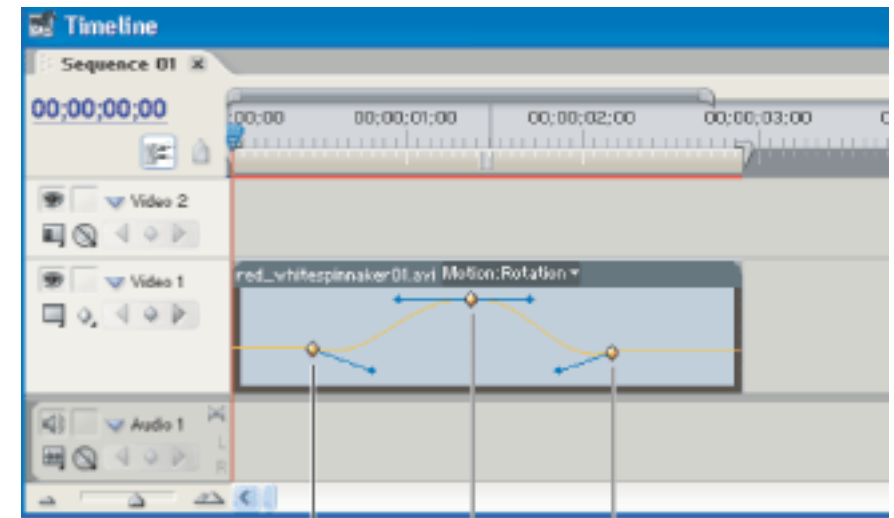 Timeline
Sequence 01
00;00;00;00
;00;00 00;00;01;00 00;00;02;00 00;00;03;00
Video 2
red_whitespinnaker01.avi Motion:Rotation
Video 1
Audio 1
L
R